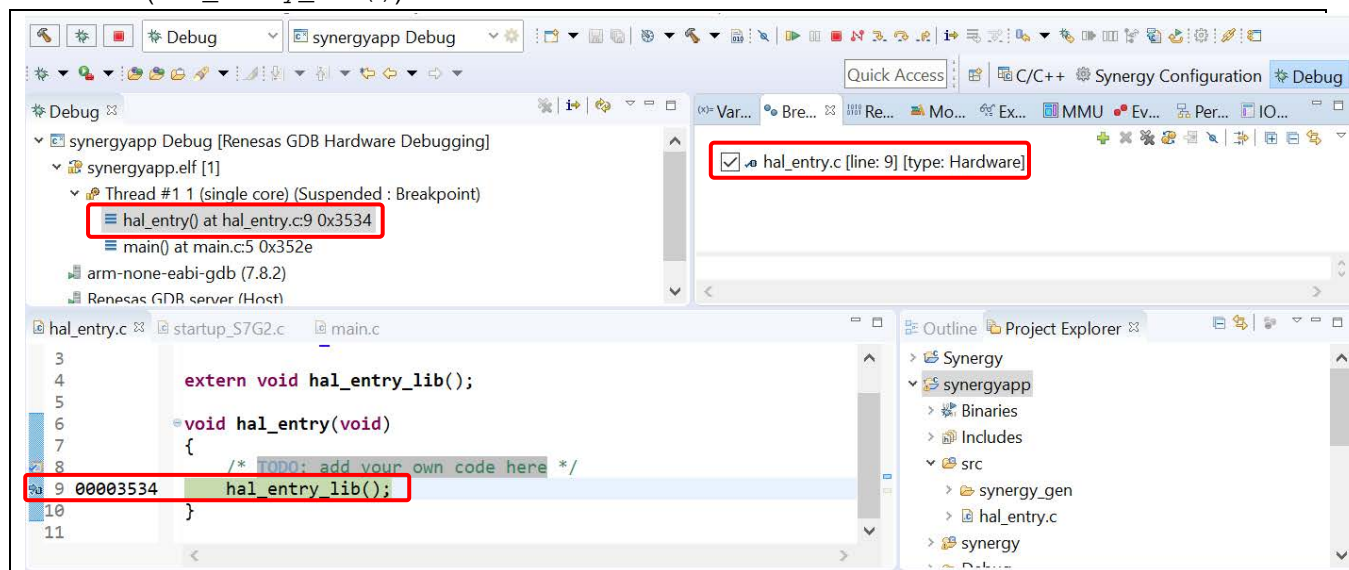 Debug synergyapp Debug
Quick Access C/C++ Synergy Configuration Debug
Debug
synergyapp Debug [Renesas GDB Hardware Debugging]
synergyapp.elf [1]
Thread #1 1 (single core) (Suspended : Breakpoint)
hal_entry() at hal_entry.c:9 0x3534
main() at main.c:5 0x352e
arm-none-eabi-gdb (7.8.2)
Renesas GDB server (Host)
(x)= Var... Bre... Re... Mo... Ex... MMU Ev... Per... IO...
hal_entry.c [line: 9] [type: Hardware]
hal_entry.c startup_S7G2.c main.c
3
4 extern void hal_entry_lib();
5
6 void hal_entry(void)
7 {
8 /* TODO: add your own code here */
9 00003534 hal_entry_lib();
10 }
11
Outline Project Explorer
Synergy
synergyapp
Binaries
Includes
src
synergy_gen
hal_entry.c
synergy